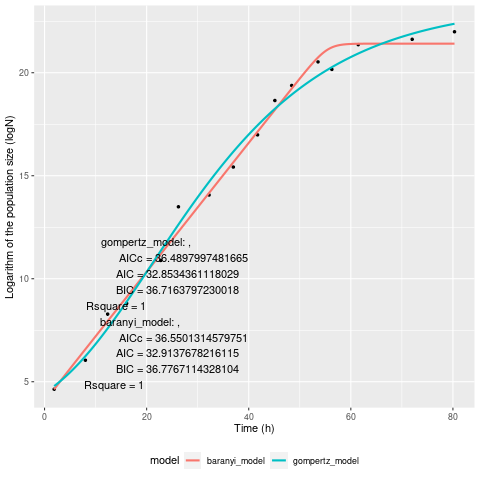 Logarithm of the population size (logN)
20
15
10
5
gompertz_model: ,
AICc = 36.4897997481665
AIC = 32.8534361118029
BIC = 36.7163797230018
Rsquare = 1
baranyi_model: ,
AICc = 36.5501314579751
AIC = 32.9137678216115
BIC = 36.7767114328104
Rsquare = 1
0 20 40 60 80
Time (h)
model baranyi_model gompertz_model